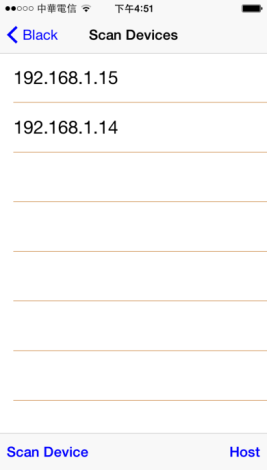 中華電信 下午4:51
Black Scan Devices
192.168.1.15
192.168.1.14
Scan Device Host